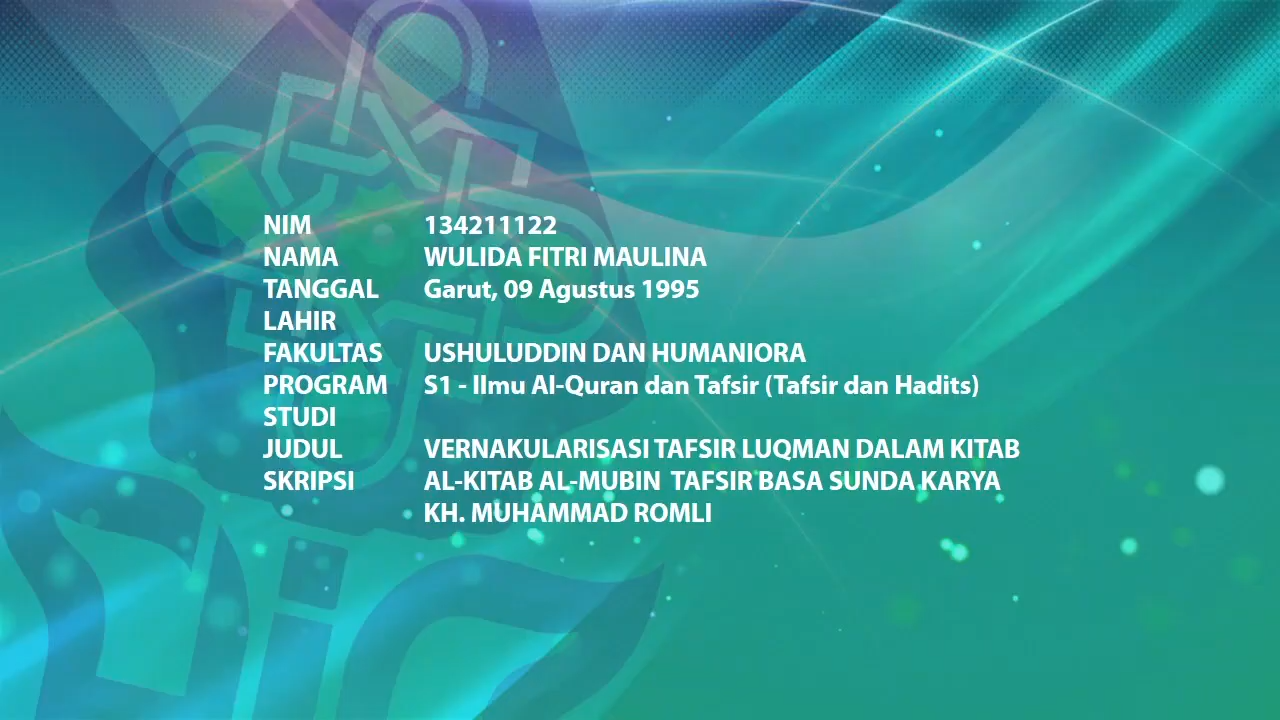 NIM 134211122
NAMA WULIDA FITRI MAULINA
TANGGAL Garut, 09 Agustus 1995
LAHIR
FAKULTAS USHULUDDIN DAN HUMANIORA
PROGRAM S1 - Ilmu Al-Quran dan Tafsir (Tafsir dan Hadits)
STUDI
JUDUL VERNAKULARISASI TAFSIR LUQMAN DALAM KITAB
SKRIPSI AL-KITAB AL-MUBIN  TAFSIR BASA SUNDA KARYA
KH. MUHAMMAD ROMLI